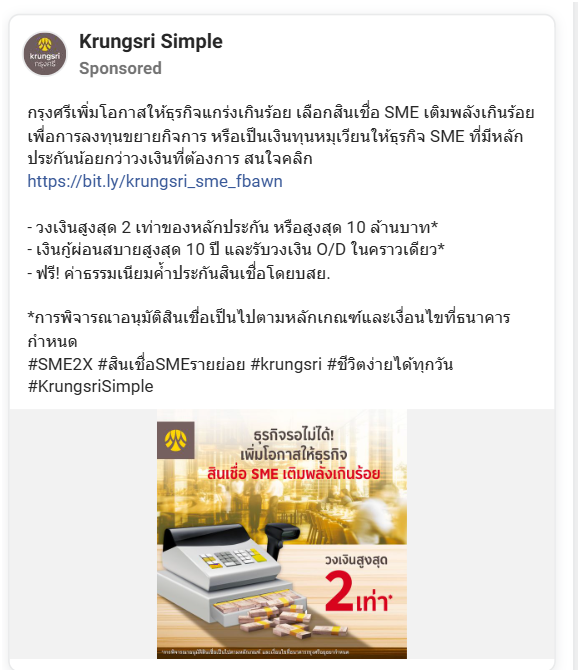 krungsri
กรุงศรี
Krungsri Simple
Sponsored
กรุงศรีเพิ่มโอกาสให้ธุรกิจแกร่งเกินร้อย เลือกสินเชื่อ SME เติมพลังเกินร้อย
เพื่อการลงทุนขยายกิจการ หรือเป็นเงินทุนหมุเวียนให้ธุรกิจ SME ที่มีหลัก
ประกันน้อยกว่าวงเงินที่ต้องการ สนใจคลิก
https://bit.ly/krungsri_sme_fbawn
- วงเงินสูงสุด 2 เท่าของหลักประกัน หรือสูงสุด 10 ล้านบาท*
- เงินกู้ผ่อนสบายสูงสุด 10 ปี และรับวงเงิน O/D ในคราวเดียว*
- ฟรี! ค่าธรรมเนียมค้ำประกันสินเชื่อโดยบสย.
*การพิจารณาอนุมัติสินเชื่อเป็นไปตามหลักเกณฑ์และเงื่อนไขที่ธนาคาร
กำหนด
#SME2X #สินเชื่อSMEรายย่อย #krungsri #ชีวิตง่ายได้ทุกวัน
#KrungsriSimple
ธุรกิจรอไม่ได้!
เพิ่มโอกาสให้ธุรกิจ
สินเชื่อ SME เติมพลังเกินร้อย
วงเงินสูงสุด
2เท่า*